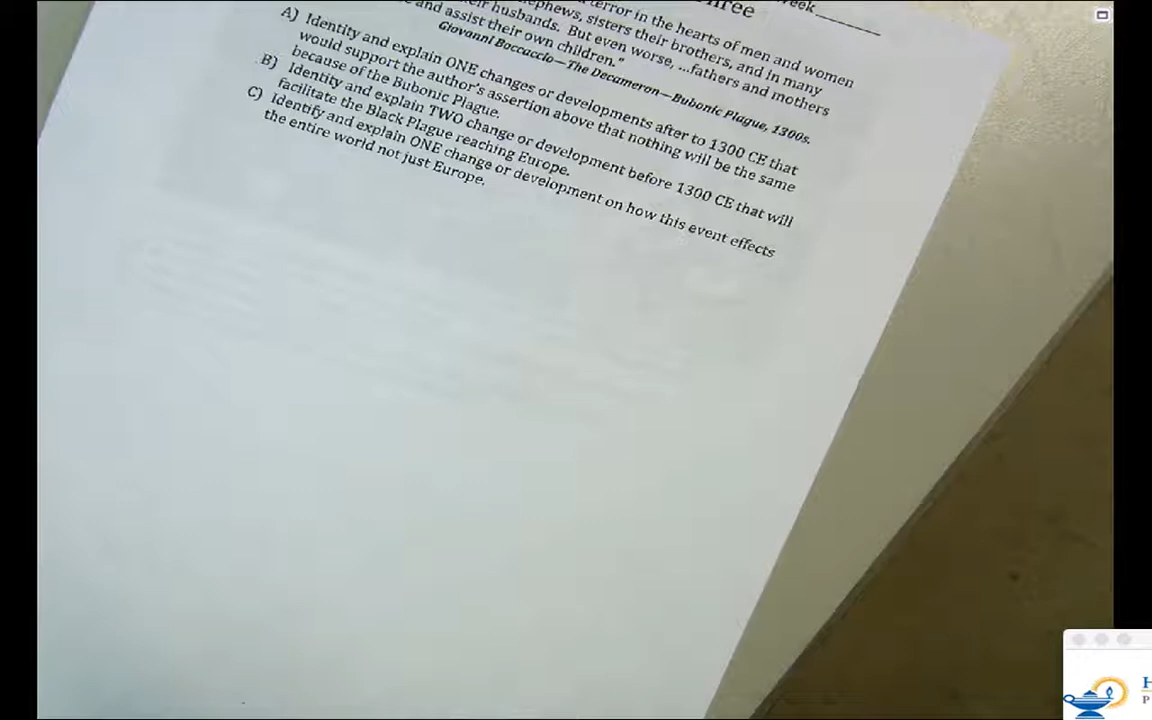 week
hree
terror in the hearts of men and women
nephews, sisters their brothers, and in many
their husbands. But even worse, ...fathers and mothers
and assist their own children."
Giovanni Boccaccio—The Decameron—Bubonic Plague, 1300s.
A) Identity and explain ONE changes or developments after to 1300 CE that
would support the author's assertion above that nothing will be the same
because of the Bubonic Plague.
B) Identity and explain TWO change or development before 1300 CE that will
facilitate the Black Plague reaching Europe.
C) Identify and explain ONE change or development on how this event effects
the entire world not just Europe.
H
P